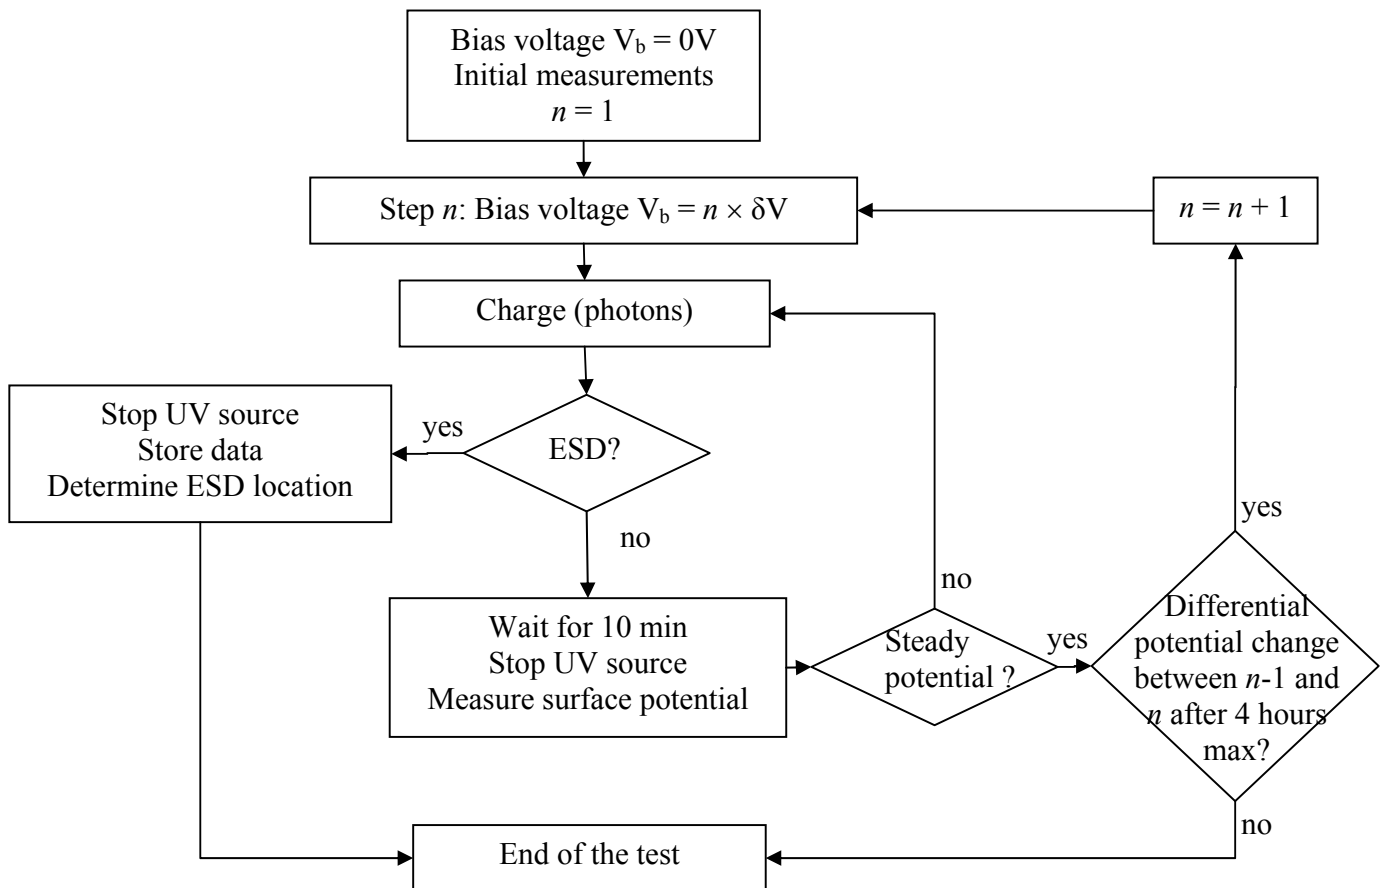 Bias voltage V_b = 0V
Initial measurements
n = 1
Step n: Bias voltage V_b = n × δV
n = n + 1
Charge (photons)
Stop UV source
Store data
Determine ESD location
yes
ESD?
no
Wait for 10 min
Stop UV source
Measure surface potential
Steady
potential ?
no
yes
Differential
potential change
between n-1 and
n after 4 hours
max?
yes
no
End of the test